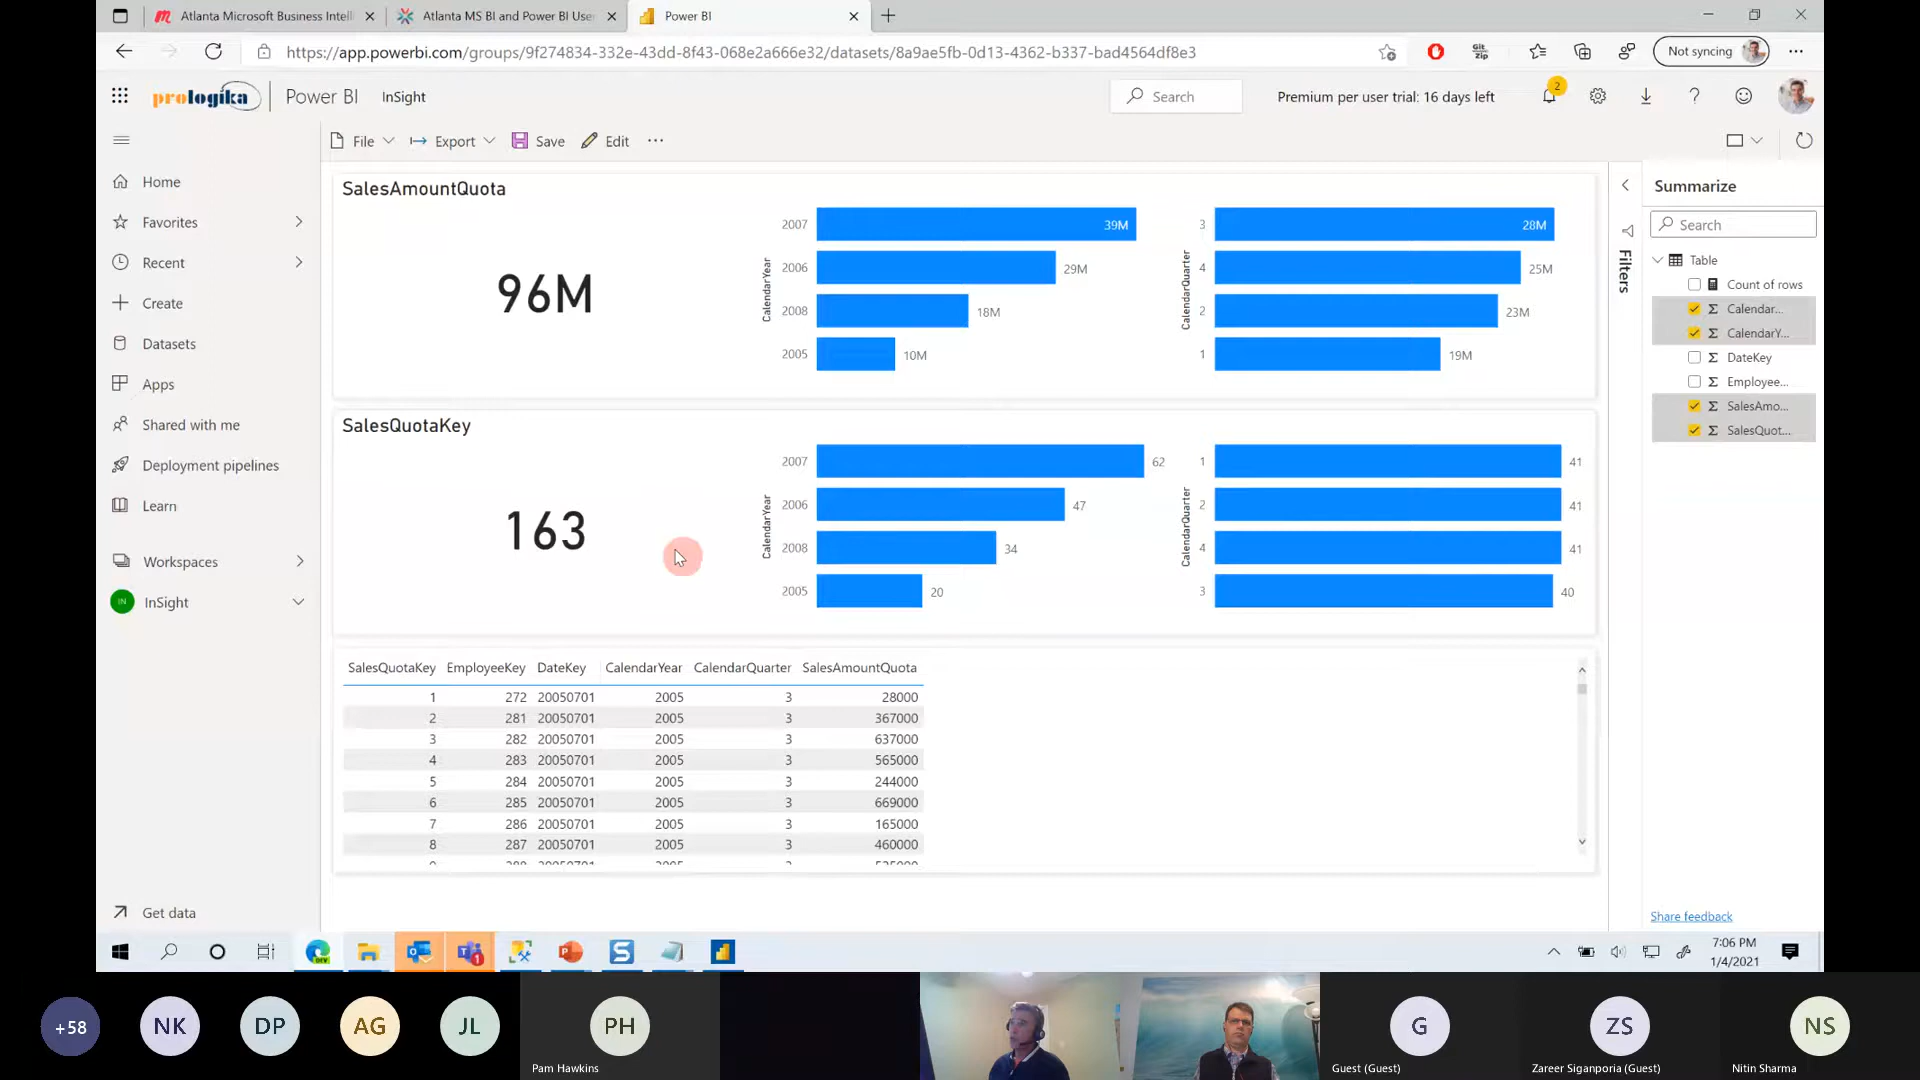 Atlanta Microsoft Business Intelli
Atlanta MS BI and Power BI Use
Power BI
https://app.powerbi.com/groups/9f274834-332e-43dd-8f43-068e2a666e32/datasets/8a9ae5fb-0d13-4362-b337-bad4564df8e3
Not syncing
prologika
Power BI
InSight
Search
Premium per user trial: 16 days left
2
File
Export
Save
Edit
Home
Favorites
Recent
Create
Datasets
Apps
Shared with me
Deployment pipelines
Learn
Workspaces
IN
InSight
Get data
SalesAmountQuota
96M
CalendarYear
2007 39M
2006 29M
2008 18M
2005 10M
CalendarQuarter
3 28M
4 25M
2 23M
1 19M
SalesQuotaKey
163
CalendarYear
2007 62
2006 47
2008 34
2005 20
CalendarQuarter
1 41
2 41
4 41
3 40
SalesQuotaKey EmployeeKey DateKey CalendarYear CalendarQuarter SalesAmountQuota
1 272 20050701 2005 3 28000
2 281 20050701 2005 3 367000
3 282 20050701 2005 3 637000
4 283 20050701 2005 3 565000
5 284 20050701 2005 3 244000
6 285 20050701 2005 3 669000
7 286 20050701 2005 3 165000
8 287 20050701 2005 3 460000
Filters
Summarize
Search
Table
Count of rows
Calendar...
CalendarY...
DateKey
Employee...
SalesAmo...
SalesQuot...
Share feedback
7:06 PM
1/4/2021
+58
NK
DP
AG
JL
PH
Pam Hawkins
G
Guest (Guest)
ZS
Zareer Siganporia (Guest)
NS
Nitin Sharma